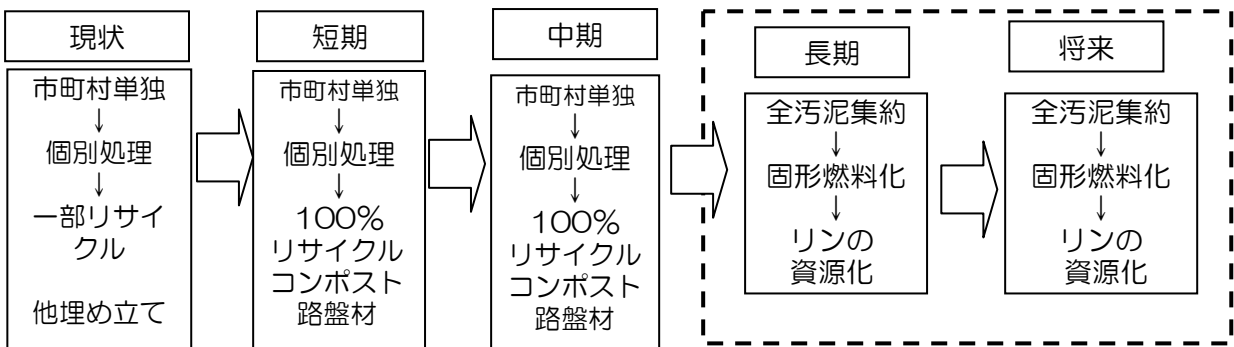 現状
市町村単独
↓
個別処理
↓
一部リサイ
クル
他埋め立て
短期
市町村単独
↓
個別処理
↓
100%
リサイクル
コンポスト
路盤材
中期
市町村単独
↓
個別処理
↓
100%
リサイクル
コンポスト
路盤材
長期
全汚泥集約
↓
固形燃料化
↓
リンの
資源化
将来
全汚泥集約
↓
固形燃料化
↓
リンの
資源化